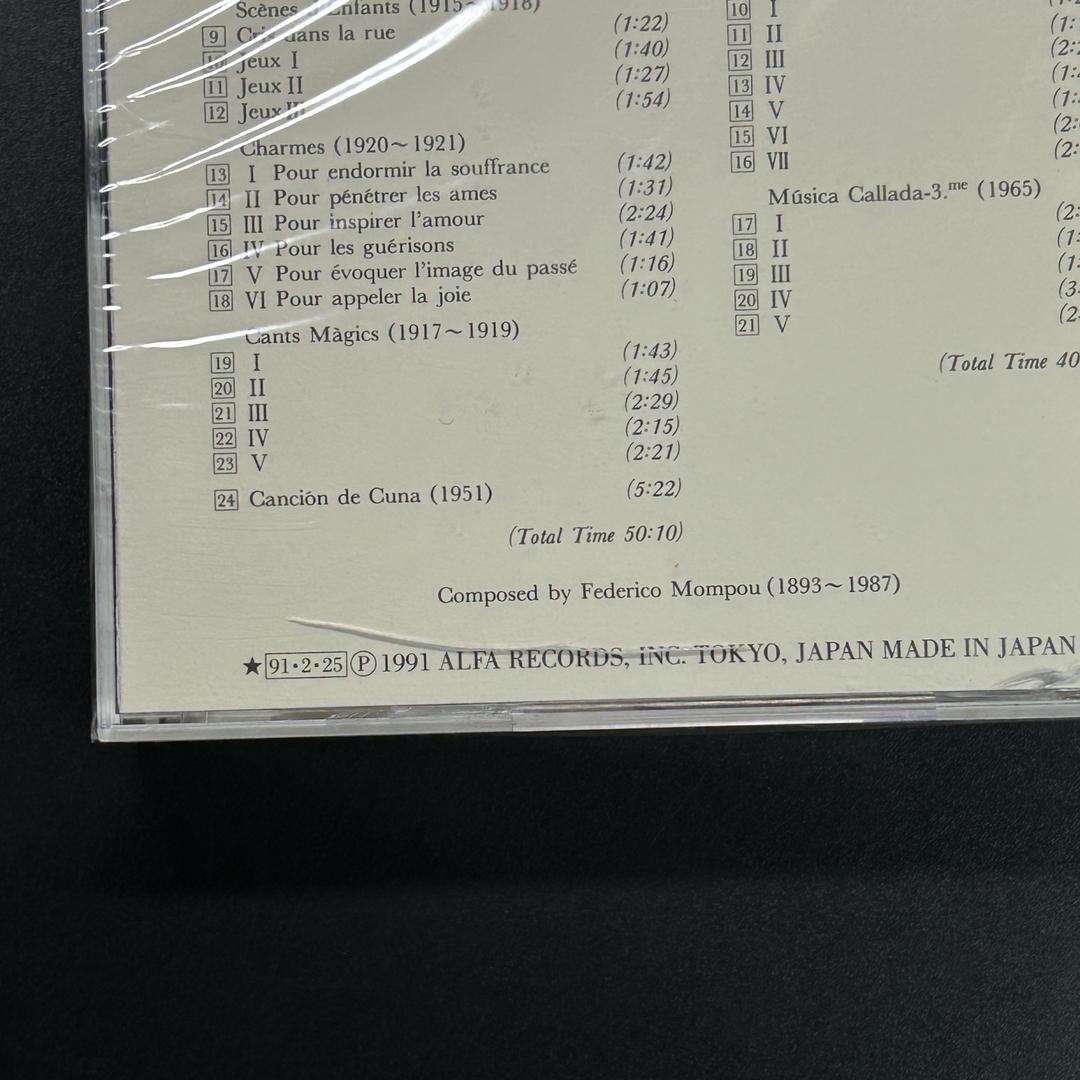 Scènes d'Enfants (1915~1918)
9 Cris dans la rue (1:22)
10 Jeux I (1:40)
11 Jeux II (1:27)
12 Jeux III (1:54)
Charmes (1920~1921)
13 I Pour endormir la souffrance (1:42)
14 II Pour pénétrer les ames (1:31)
15 III Pour inspirer l'amour (2:24)
16 IV Pour les guérisons (1:41)
17 V Pour évoquer l'image du passé (1:16)
18 VI Pour appeler la joie (1:07)
Cants Màgics (1917~1919)
19 I (1:43)
20 II (1:45)
21 III (2:29)
22 IV (2:15)
23 V (2:21)
24 Canción de Cuna (1951) (5:22)
(Total Time 50:10)
10 I
11 II
12 III
13 IV
14 V
15 VI
16 VII
Música Callada-3.me (1965)
17 I
18 II
19 III
20 IV
21 V
(Total Time 40
Composed by Federico Mompou (1893~1987)
★ 91・2・25 Ⓟ 1991 ALFA RECORDS, INC. TOKYO, JAPAN MADE IN JAPAN